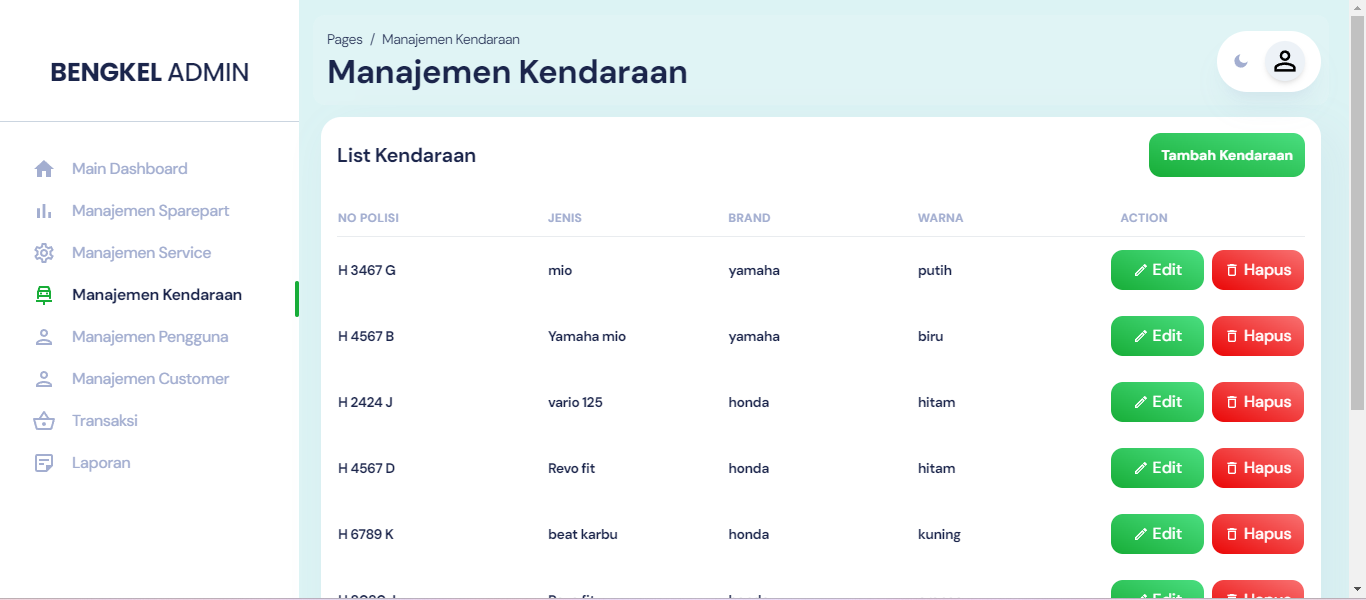 BENGKEL ADMIN
Main Dashboard
Manajemen Sparepart
Manajemen Service
Manajemen Kendaraan
Manajemen Pengguna
Manajemen Customer
Transaksi
Laporan
Pages / Manajemen Kendaraan
Manajemen Kendaraan
List Kendaraan
Tambah Kendaraan
NO POLISI JENIS BRAND WARNA ACTION
H 3467 G mio yamaha putih Edit Hapus
H 4567 B Yamaha mio yamaha biru Edit Hapus
H 2424 J vario 125 honda hitam Edit Hapus
H 4567 D Revo fit honda hitam Edit Hapus
H 6789 K beat karbu honda kuning Edit Hapus
Edit Hapus